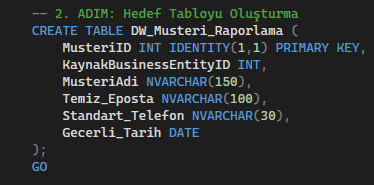 -- 2. ADIM: Hedef Tabloyu Oluşturma
CREATE TABLE DW_Musteri_Raporlama (
MusteriID INT IDENTITY(1,1) PRIMARY KEY,
KaynakBusinessEntityID INT,
MusteriAdi NVARCHAR(150),
Temiz_Eposta NVARCHAR(100),
Standart_Telefon NVARCHAR(30),
Gecerli_Tarih DATE
);
GO